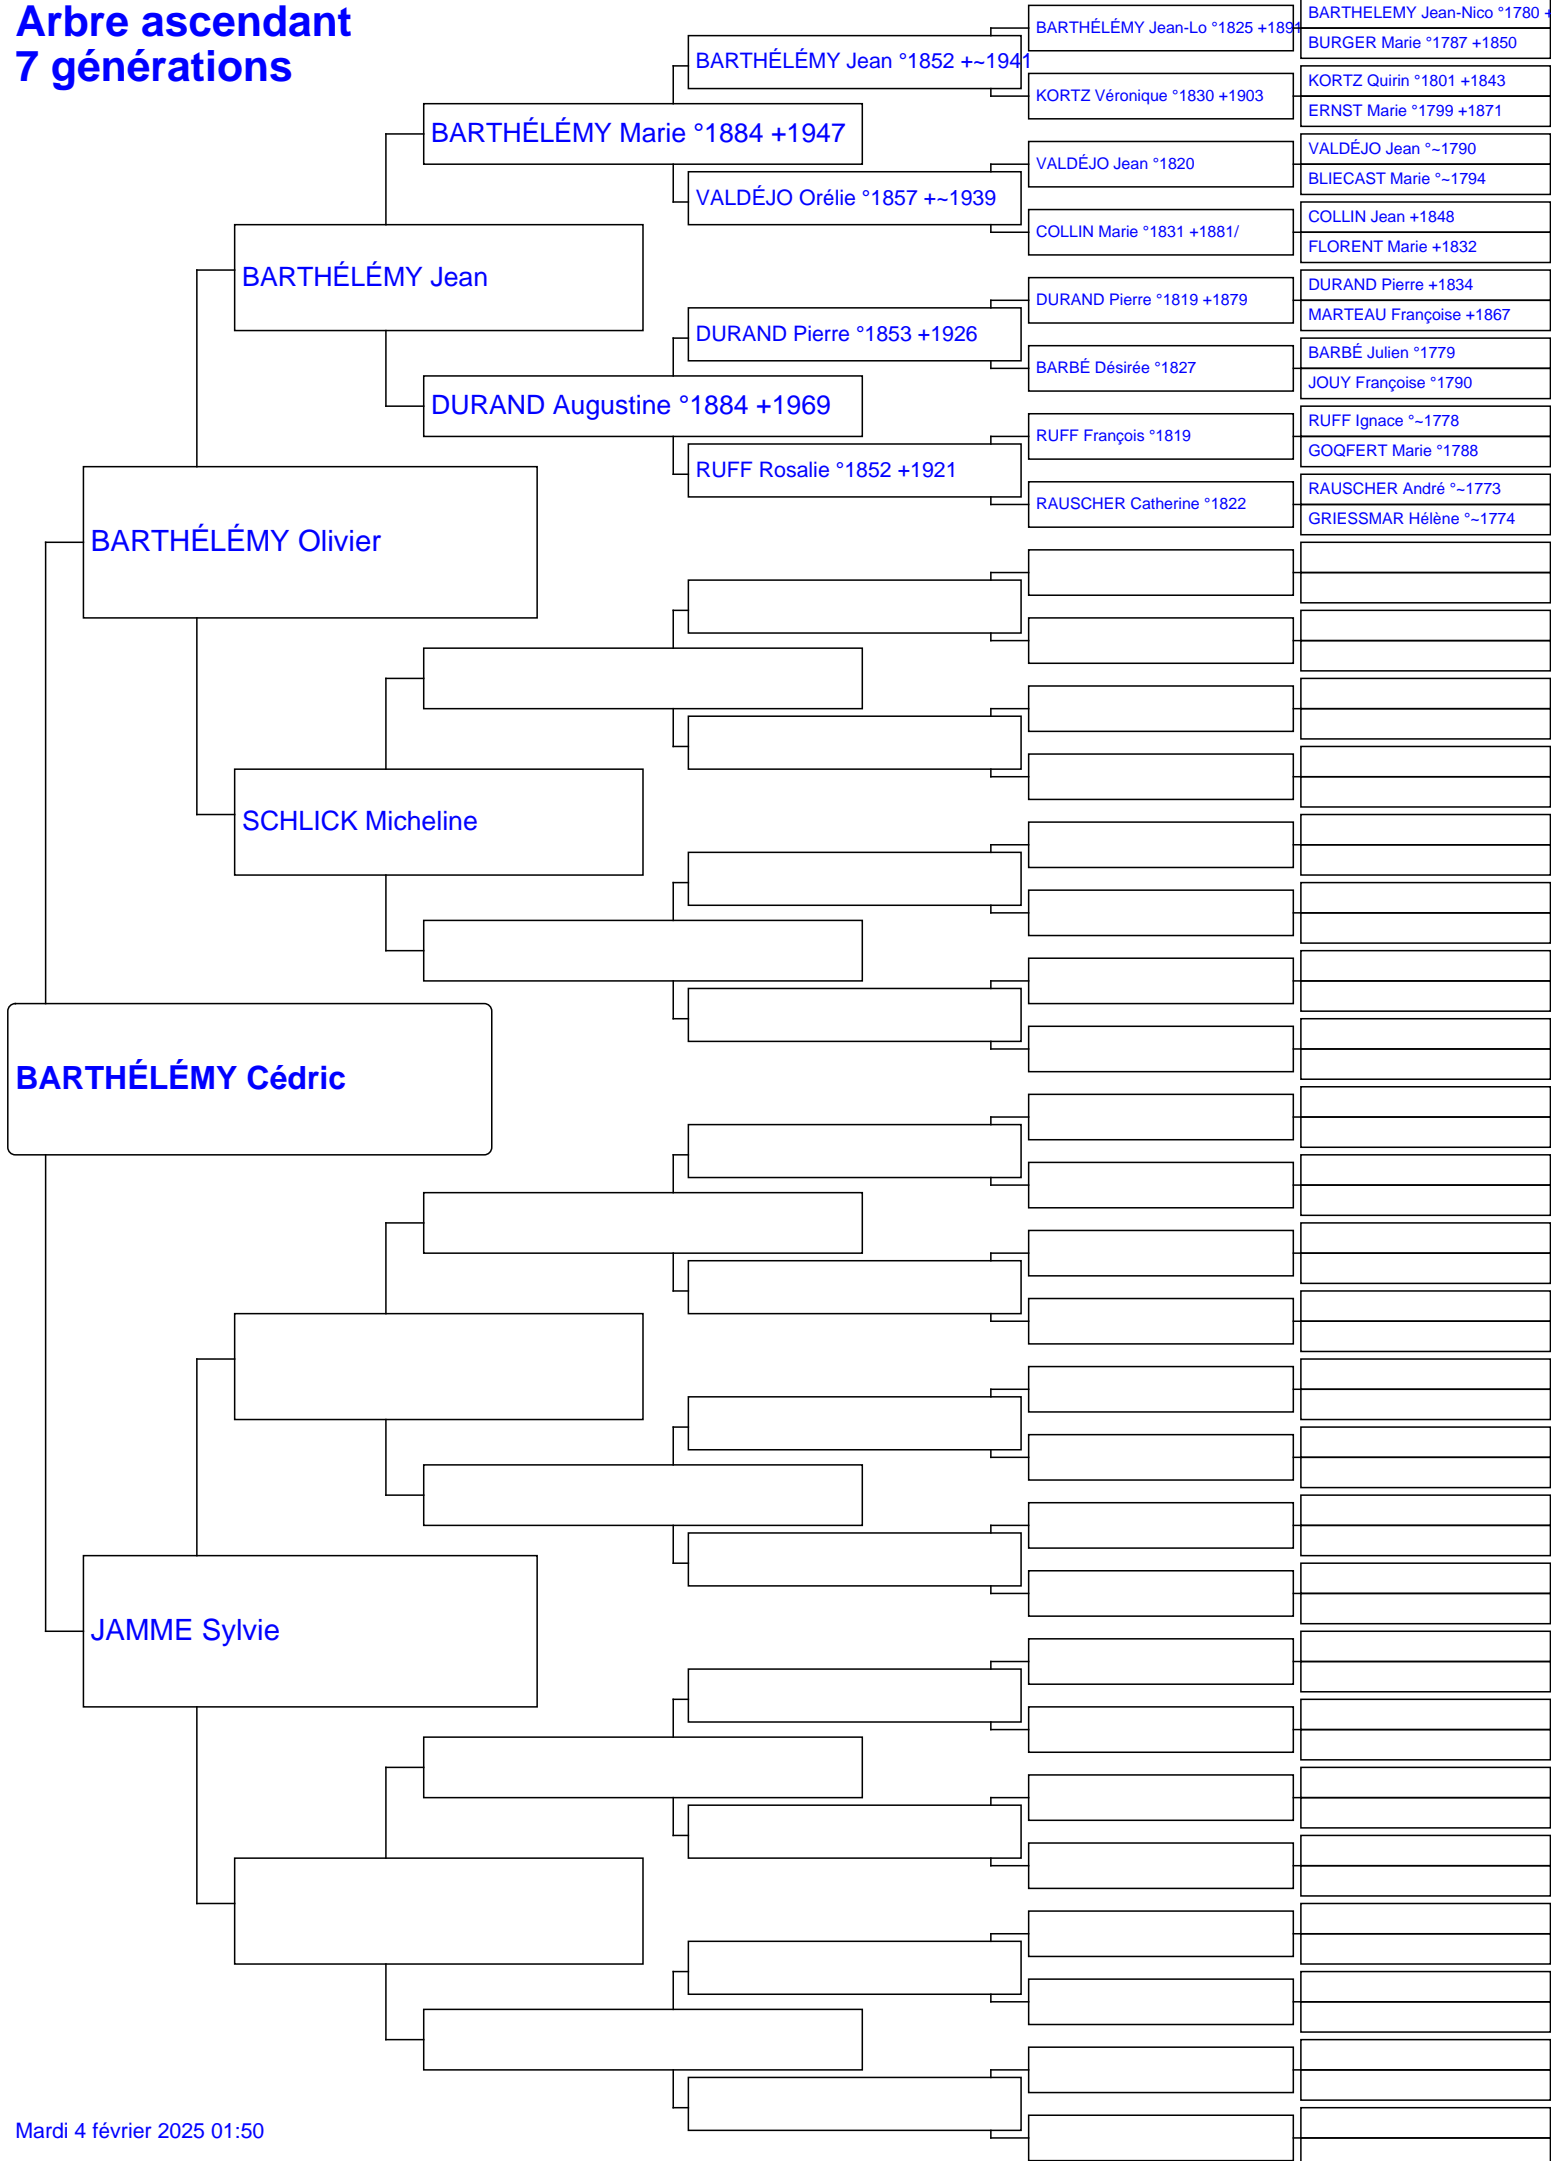 Arbre ascendant
7 générations
BARTHÉLÉMY Cédric
BARTHÉLÉMY Olivier
JAMME Sylvie
BARTHÉLÉMY Jean
SCHLICK Micheline
BARTHÉLÉMY Marie °1884 +1947
DURAND Augustine °1884 +1969
BARTHÉLÉMY Jean °1852 +~1941
VALDÉJO Orélie °1857 +~1939
DURAND Pierre °1853 +1926
RUFF Rosalie °1852 +1921
BARTHÉLÉMY Jean-Lo °1825 +1891
KORTZ Véronique °1830 +1903
VALDÉJO Jean °1820
COLLIN Marie °1831 +1881/
DURAND Pierre °1819 +1879
BARBÉ Désirée °1827
RUFF François °1819
RAUSCHER Catherine °1822
BARTHELEMY Jean-Nico °1780 +
BURGER Marie °1787 +1850
KORTZ Quirin °1801 +1843
ERNST Marie °1799 +1871
VALDÉJO Jean °~1790
BLIECAST Marie °~1794
COLLIN Jean +1848
FLORENT Marie +1832
DURAND Pierre +1834
MARTEAU Françoise +1867
BARBÉ Julien °1779
JOUY Françoise °1790
RUFF Ignace °~1778
GOQFERT Marie °1788
RAUSCHER André °~1773
GRIESSMAR Hélène °~1774
Mardi 4 février 2025 01:50